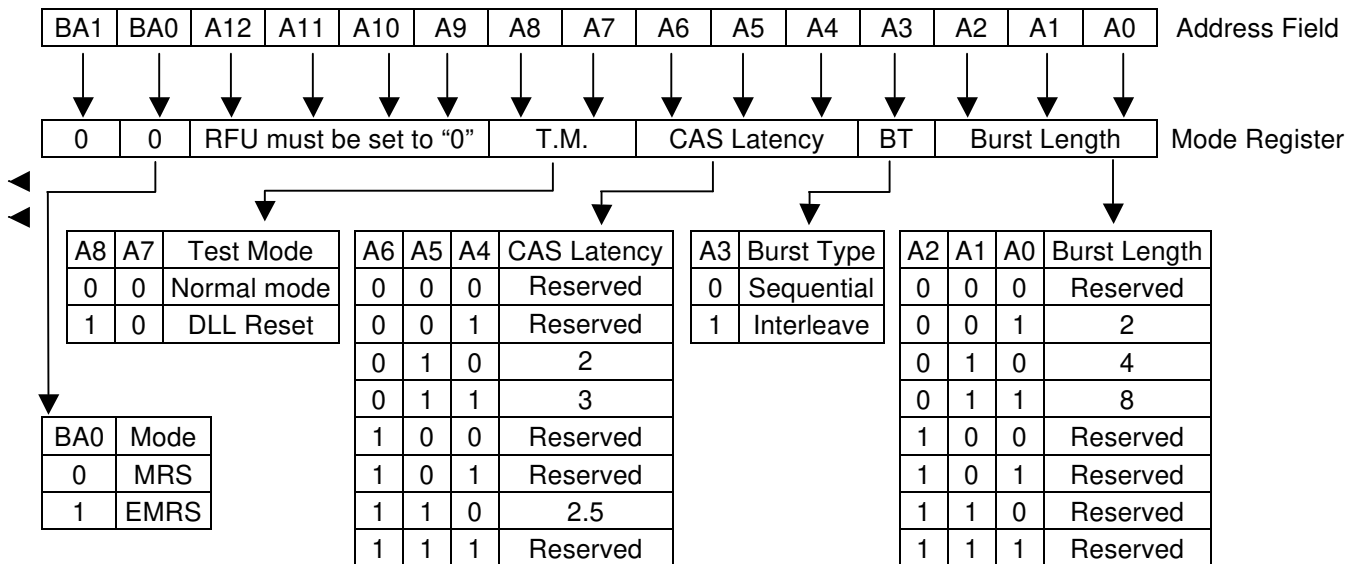 BA1 BA0 A12 A11 A10 A9 A8 A7 A6 A5 A4 A3 A2 A1 A0 Address Field
0 0 RFU must be set to “0” T.M. CAS Latency BT Burst Length Mode Register
A8 A7 Test Mode
0 0 Normal mode
1 0 DLL Reset
A6 A5 A4 CAS Latency
0 0 0 Reserved
0 0 1 Reserved
0 1 0 2
0 1 1 3
1 0 0 Reserved
1 0 1 Reserved
1 1 0 2.5
1 1 1 Reserved
A3 Burst Type
0 Sequential
1 Interleave
A2 A1 A0 Burst Length
0 0 0 Reserved
0 0 1 2
0 1 0 4
0 1 1 8
1 0 0 Reserved
1 0 1 Reserved
1 1 0 Reserved
1 1 1 Reserved
BA0 Mode
0 MRS
1 EMRS